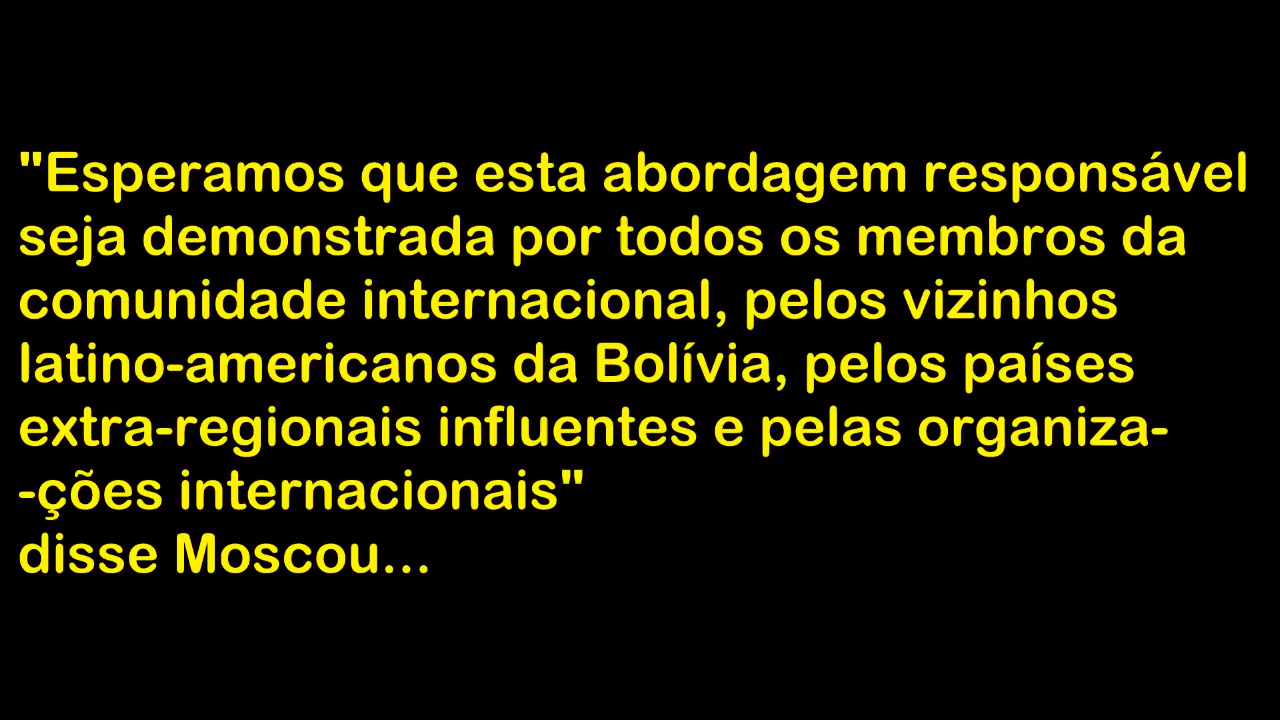 "Esperamos que esta abordagem responsável
seja demonstrada por todos os membros da
comunidade internacional, pelos vizinhos
latino-americanos da Bolívia, pelos países
extra-regionais influentes e pelas organiza-
-ções internacionais"
disse Moscou...